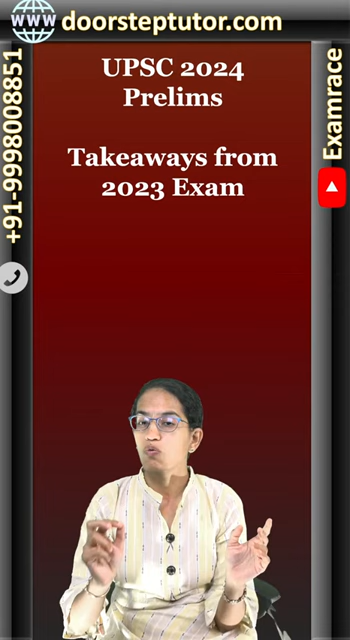 www.doorsteptutor.com
UPSC 2024
Prelims
Takeaways from
2023 Exam
+91-9998008851
Examrace